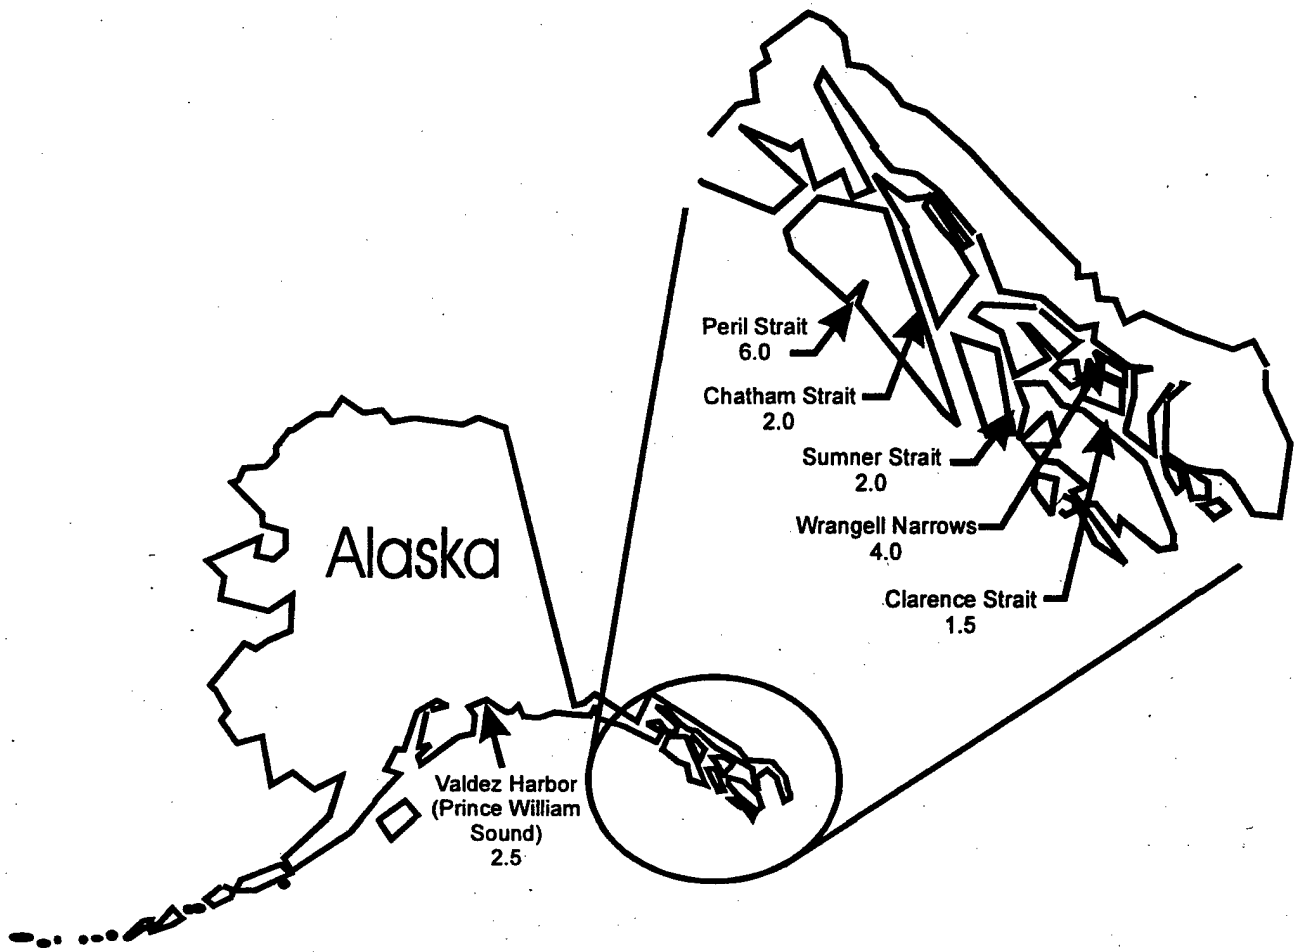 Peril Strait
6.0
Chatham Strait
2.0
Sumner Strait
2.0
Wrangell Narrows
4.0
Clarence Strait
1.5
Alaska
Valdez Harbor
(Prince William
Sound)
2.5